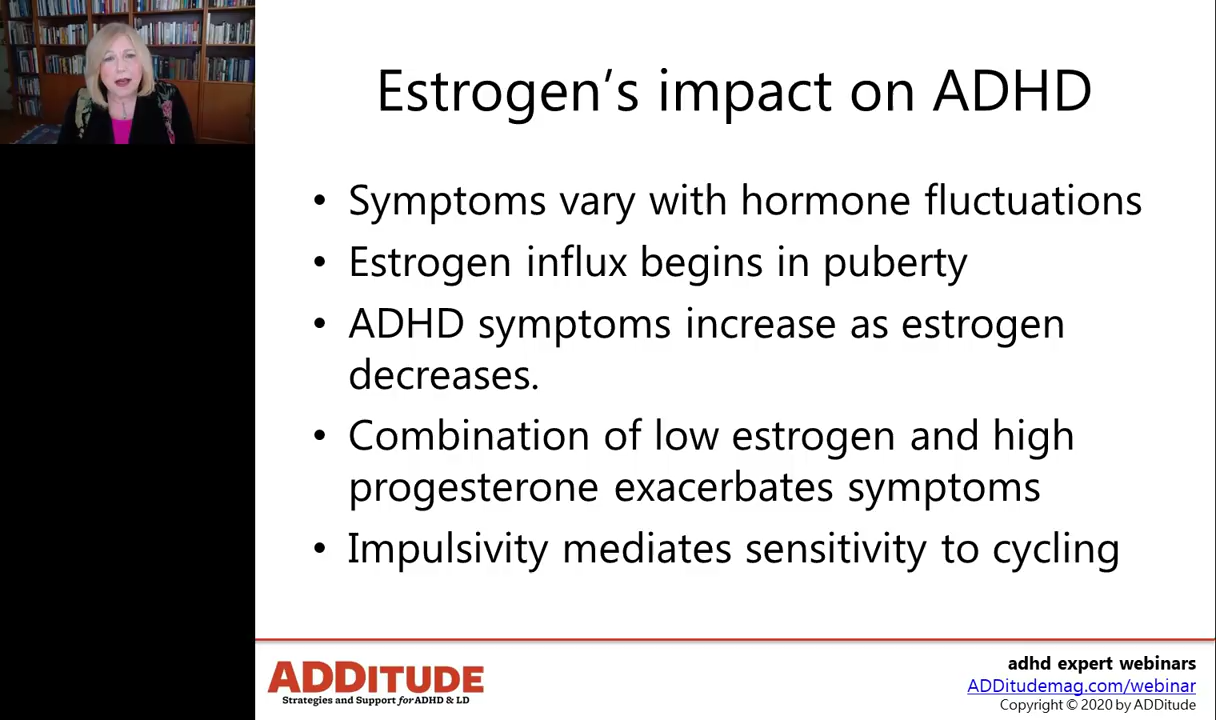 Estrogen’s impact on ADHD
• Symptoms vary with hormone fluctuations
• Estrogen influx begins in puberty
• ADHD symptoms increase as estrogen
decreases.
• Combination of low estrogen and high
progesterone exacerbates symptoms
• Impulsivity mediates sensitivity to cycling
ADDITUDE
Strategies and Support for ADHD & LD
adhd expert webinars
ADDitudemag.com/webinar
Copyright © 2020 by ADDitude